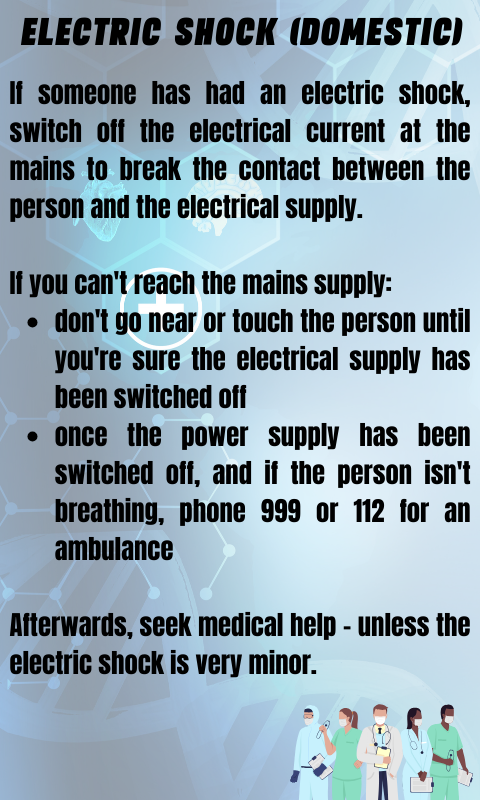 ELECTRIC SHOCK (DOMESTIC)
If someone has had an electric shock,
switch off the electrical current at the
mains to break the contact between the
person and the electrical supply.
If you can't reach the mains supply:
• don't go near or touch the person until
you're sure the electrical supply has
been switched off
• once the power supply has been
switched off, and if the person isn't
breathing, phone 999 or 112 for an
ambulance
Afterwards, seek medical help - unless the
electric shock is very minor.